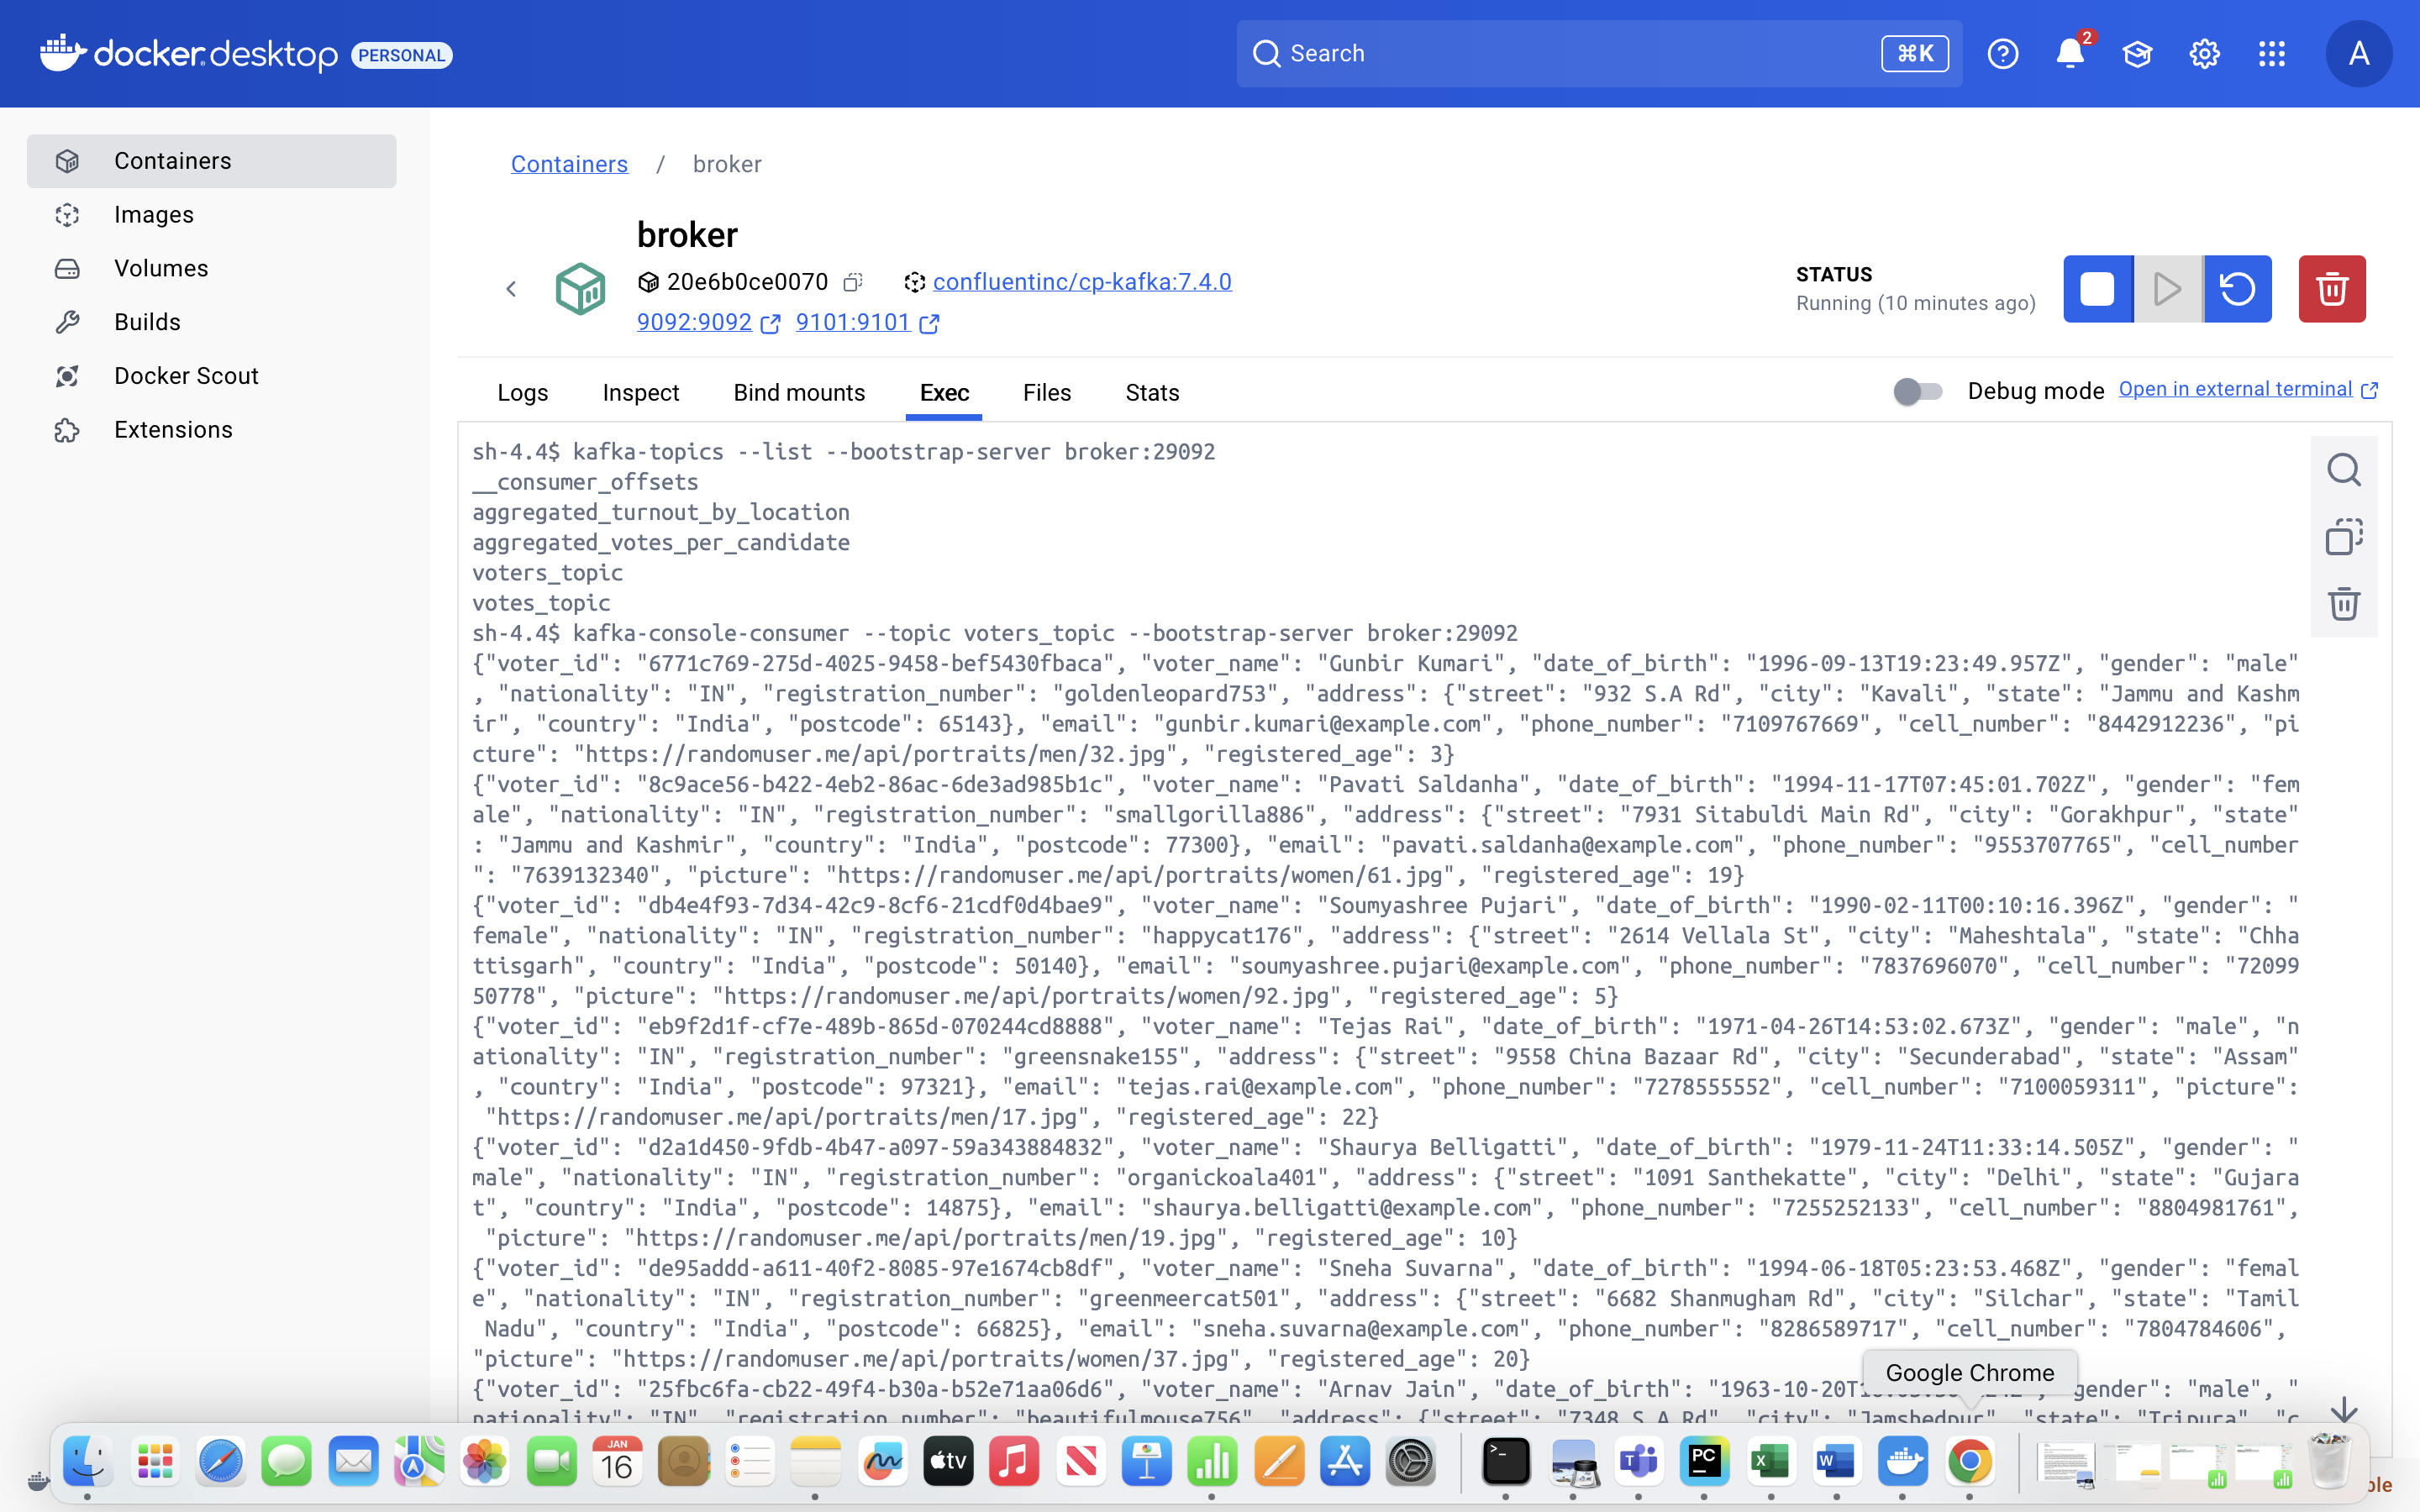 docker desktop PERSONAL
Search
⌘K
2
A
Containers
Images
Volumes
Builds
Docker Scout
Extensions
Containers / broker
broker
20e6b0ce0070 confluentinc/cp-kafka:7.4.0
9092:9092 9101:9101
STATUS
Running (10 minutes ago)
Logs Inspect Bind mounts Exec Files Stats
Debug mode Open in external terminal
sh-4.4$ kafka-topics --list --bootstrap-server broker:29092
__consumer_offsets
aggregated_turnout_by_location
aggregated_votes_per_candidate
voters_topic
votes_topic
sh-4.4$ kafka-console-consumer --topic voters_topic --bootstrap-server broker:29092
{"voter_id": "6771c769-275d-4025-9458-bef5430fbaca", "voter_name": "Gunbir Kumari", "date_of_birth": "1996-09-13T19:23:49.957Z", "gender": "male"
, "nationality": "IN", "registration_number": "goldenleopard753", "address": {"street": "932 S.A Rd", "city": "Kavali", "state": "Jammu and Kashm
ir", "country": "India", "postcode": 65143}, "email": "gunbir.kumari@example.com", "phone_number": "7109767669", "cell_number": "8442912236", "pi
cture": "https://randomuser.me/api/portraits/men/32.jpg", "registered_age": 3}
{"voter_id": "8c9ace56-b422-4eb2-86ac-6de3ad985b1c", "voter_name": "Pavati Saldanha", "date_of_birth": "1994-11-17T07:45:01.702Z", "gender": "fem
ale", "nationality": "IN", "registration_number": "smallgorilla886", "address": {"street": "7931 Sitabuldi Main Rd", "city": "Gorakhpur", "state"
: "Jammu and Kashmir", "country": "India", "postcode": 77300}, "email": "pavati.saldanha@example.com", "phone_number": "9553707765", "cell_number
": "7639132340", "picture": "https://randomuser.me/api/portraits/women/61.jpg", "registered_age": 19}
{"voter_id": "db4e4f93-7d34-42c9-8cf6-21cdf0d4bae9", "voter_name": "Soumyashree Pujari", "date_of_birth": "1990-02-11T00:10:16.396Z", "gender": "
female", "nationality": "IN", "registration_number": "happycat176", "address": {"street": "2614 Vellala St", "city": "Maheshtala", "state": "Chha
ttisgarh", "country": "India", "postcode": 50140}, "email": "soumyashree.pujari@example.com", "phone_number": "7837696070", "cell_number": "72099
50778", "picture": "https://randomuser.me/api/portraits/women/92.jpg", "registered_age": 5}
{"voter_id": "eb9f2d1f-cf7e-489b-865d-070244cd8888", "voter_name": "Tejas Rai", "date_of_birth": "1971-04-26T14:53:02.673Z", "gender": "male", "n
ationality": "IN", "registration_number": "greensnake155", "address": {"street": "9558 China Bazaar Rd", "city": "Secunderabad", "state": "Assam"
, "country": "India", "postcode": 97321}, "email": "tejas.rai@example.com", "phone_number": "7278555552", "cell_number": "7100059311", "picture":
"https://randomuser.me/api/portraits/men/17.jpg", "registered_age": 22}
{"voter_id": "d2a1d450-9fdb-4b47-a097-59a343884832", "voter_name": "Shaurya Belligatti", "date_of_birth": "1979-11-24T11:33:14.505Z", "gender": "
male", "nationality": "IN", "registration_number": "organickoala401", "address": {"street": "1091 Santhekatte", "city": "Delhi", "state": "Gujara
t", "country": "India", "postcode": 14875}, "email": "shaurya.belligatti@example.com", "phone_number": "7255252133", "cell_number": "8804981761",
"picture": "https://randomuser.me/api/portraits/men/19.jpg", "registered_age": 10}
{"voter_id": "de95addd-a611-40f2-8085-97e1674cb8df", "voter_name": "Sneha Suvarna", "date_of_birth": "1994-06-18T05:23:53.468Z", "gender": "femal
e", "nationality": "IN", "registration_number": "greenmeercat501", "address": {"street": "6682 Shanmugham Rd", "city": "Silchar", "state": "Tamil
Nadu", "country": "India", "postcode": 66825}, "email": "sneha.suvarna@example.com", "phone_number": "8286589717", "cell_number": "7804784606",
"picture": "https://randomuser.me/api/portraits/women/37.jpg", "registered_age": 20}
{"voter_id": "25fbc6fa-cb22-49f4-b30a-b52e71aa06d6", "voter_name": "Arnav Jain", "date_of_birth": "gender": "male", "
nationality": "IN", "registration_number": "beautifulmouse756", "address": {"street": "7348 S.A Rd", "city": "Jamshedpur", "state": "Tripura", "c
Google Chrome
JAN
16
tv
>_
T
PC
X
W